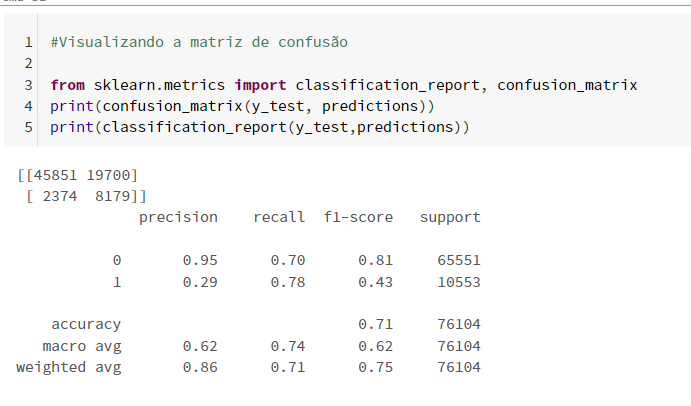 1 #Visualizando a matriz de confusão
2
3 from sklearn.metrics import classification_report, confusion_matrix
4 print(confusion_matrix(y_test, predictions))
5 print(classification_report(y_test,predictions))
[[45851 19700]
[ 2374 8179]]
precision recall f1-score support
0 0.95 0.70 0.81 65551
1 0.29 0.78 0.43 10553
accuracy 0.71 76104
macro avg 0.62 0.74 0.62 76104
weighted avg 0.86 0.71 0.75 76104